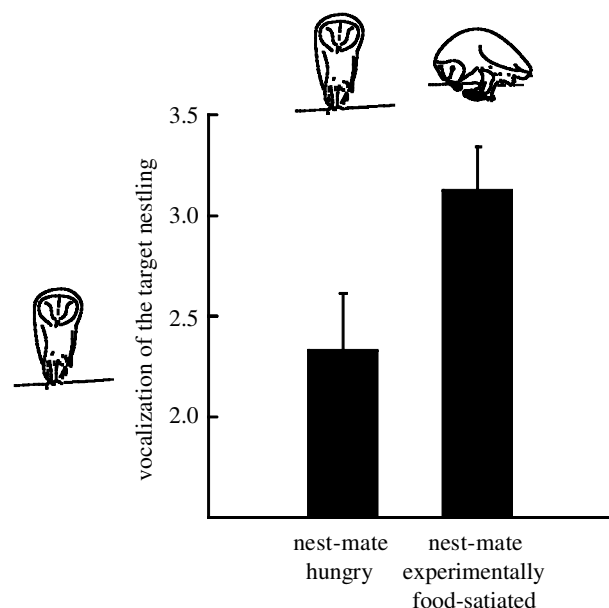 3.5
3.0
2.5
2.0
vocalization of the target nestling
nest-mate
hungry
nest-mate
experimentally
food-satiated